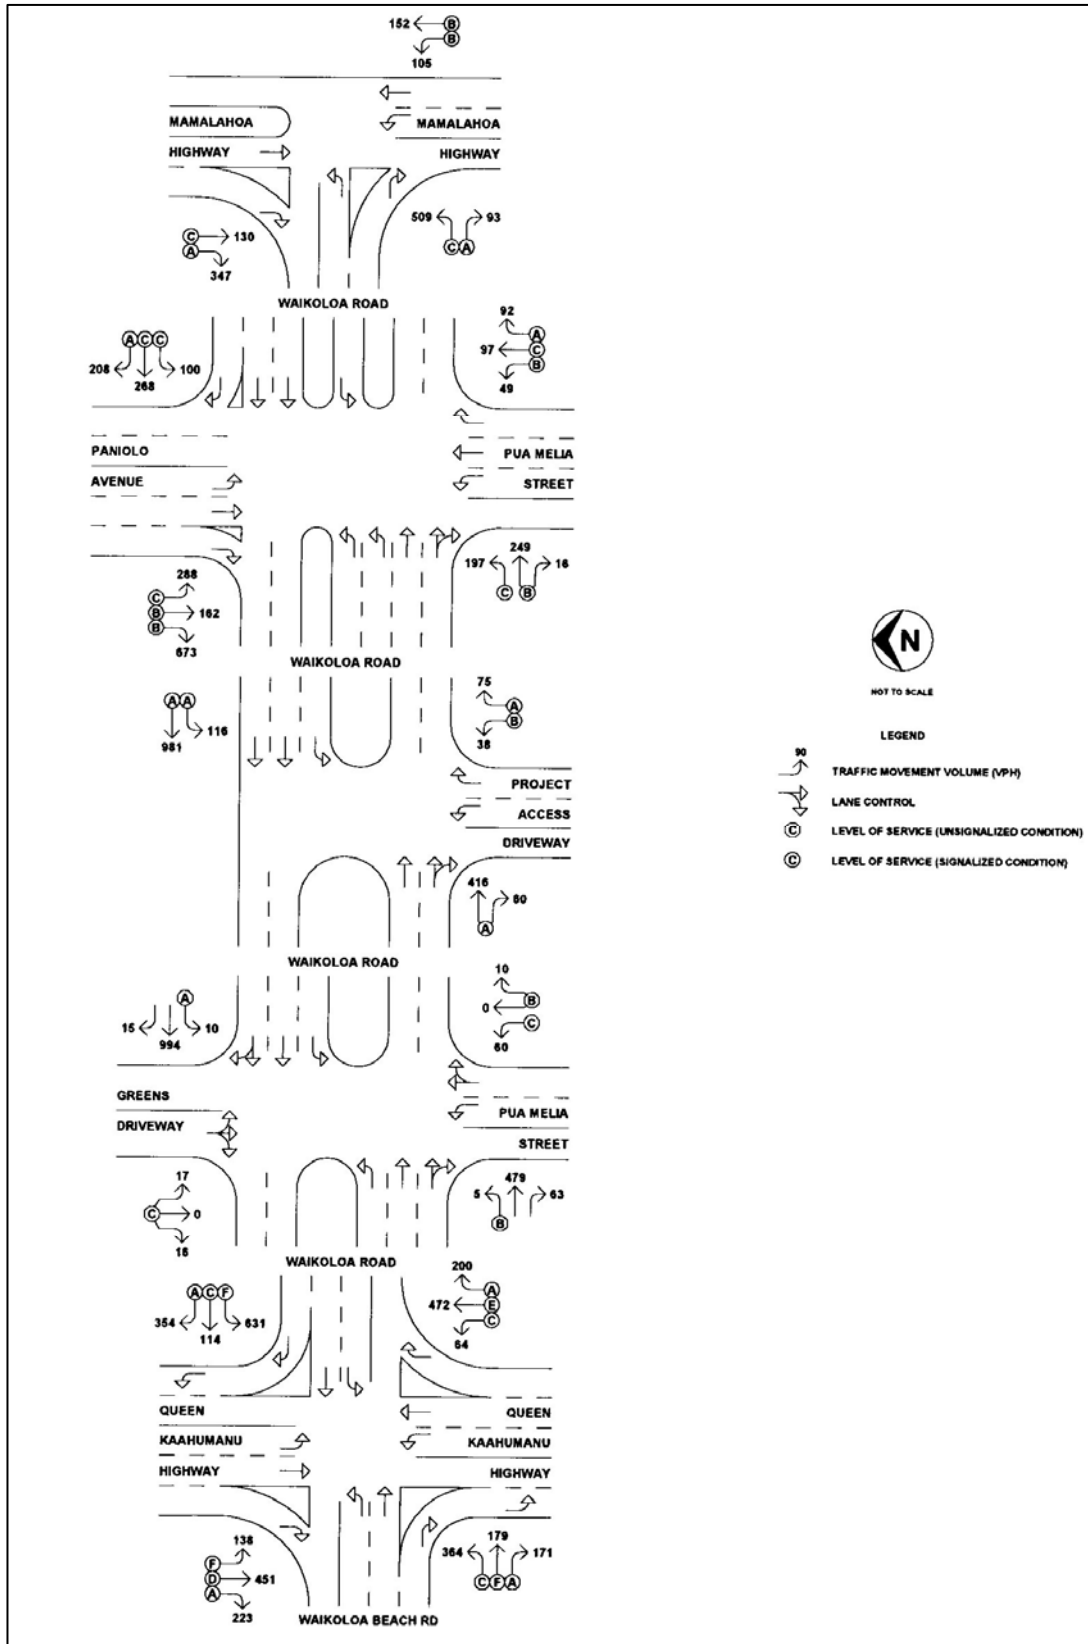 152 B
B
105
MAMALAHOA MAMALAHOA
HIGHWAY HIGHWAY
509 93
C A
C 130
A
347
WAIKOLOA ROAD
92
A C C A
97 C
208 100 B
268 49
PANIOLO PUA MELIA
AVENUE STREET
249
197 16
288 C B
C
B 162
B
673
WAIKOLOA ROAD
75
A A A
B
116 38
981
PROJECT
ACCESS
DRIVEWAY
416
60
A
WAIKOLOA ROAD
10
A B
0
15 10 C
994 60
GREENS
DRIVEWAY PUA MELIA
STREET
17 479
5 63
C 0 B
16
WAIKOLOA ROAD
200
A C F A
472 E
354 631 C
114 64
QUEEN QUEEN
KAAHUMANU KAAHUMANU
HIGHWAY HIGHWAY
138 179
F 364 171
D 451 C F A
A
223
WAIKOLOA BEACH RD
N
NOT TO SCALE
LEGEND
90
TRAFFIC MOVEMENT VOLUME (VPH)
LANE CONTROL
C LEVEL OF SERVICE (UNSIGNALIZED CONDITION)
C LEVEL OF SERVICE (SIGNALIZED CONDITION)